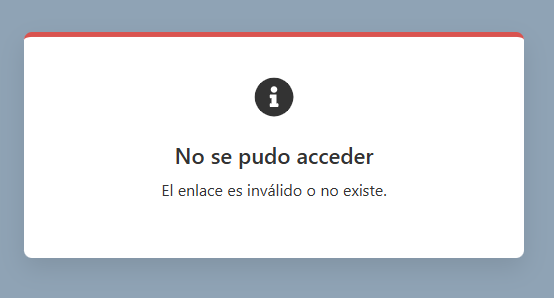 No se pudo acceder
El enlace es inválido o no existe.